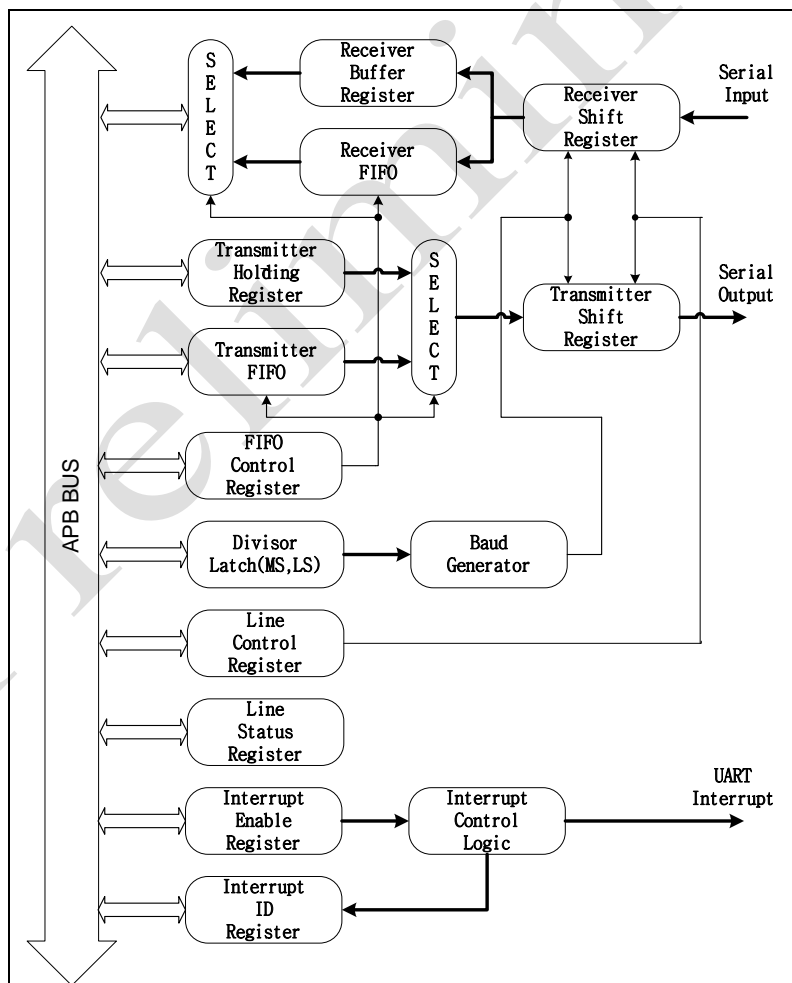 APB BUS
S
E
L
E
C
T
Receiver
Buffer
Register
Receiver
FIFO
Receiver
Shift
Register
Serial
Input
Transmitter
Holding
Register
Transmitter
FIFO
S
E
L
E
C
T
Transmitter
Shift
Register
Serial
Output
FIFO
Control
Register
Divisor
Latch(MS,LS)
Baud
Generator
Line
Control
Register
Line
Status
Register
Interrupt
Enable
Register
Interrupt
Control
Logic
UART
Interrupt
Interrupt
ID
Register
relimin